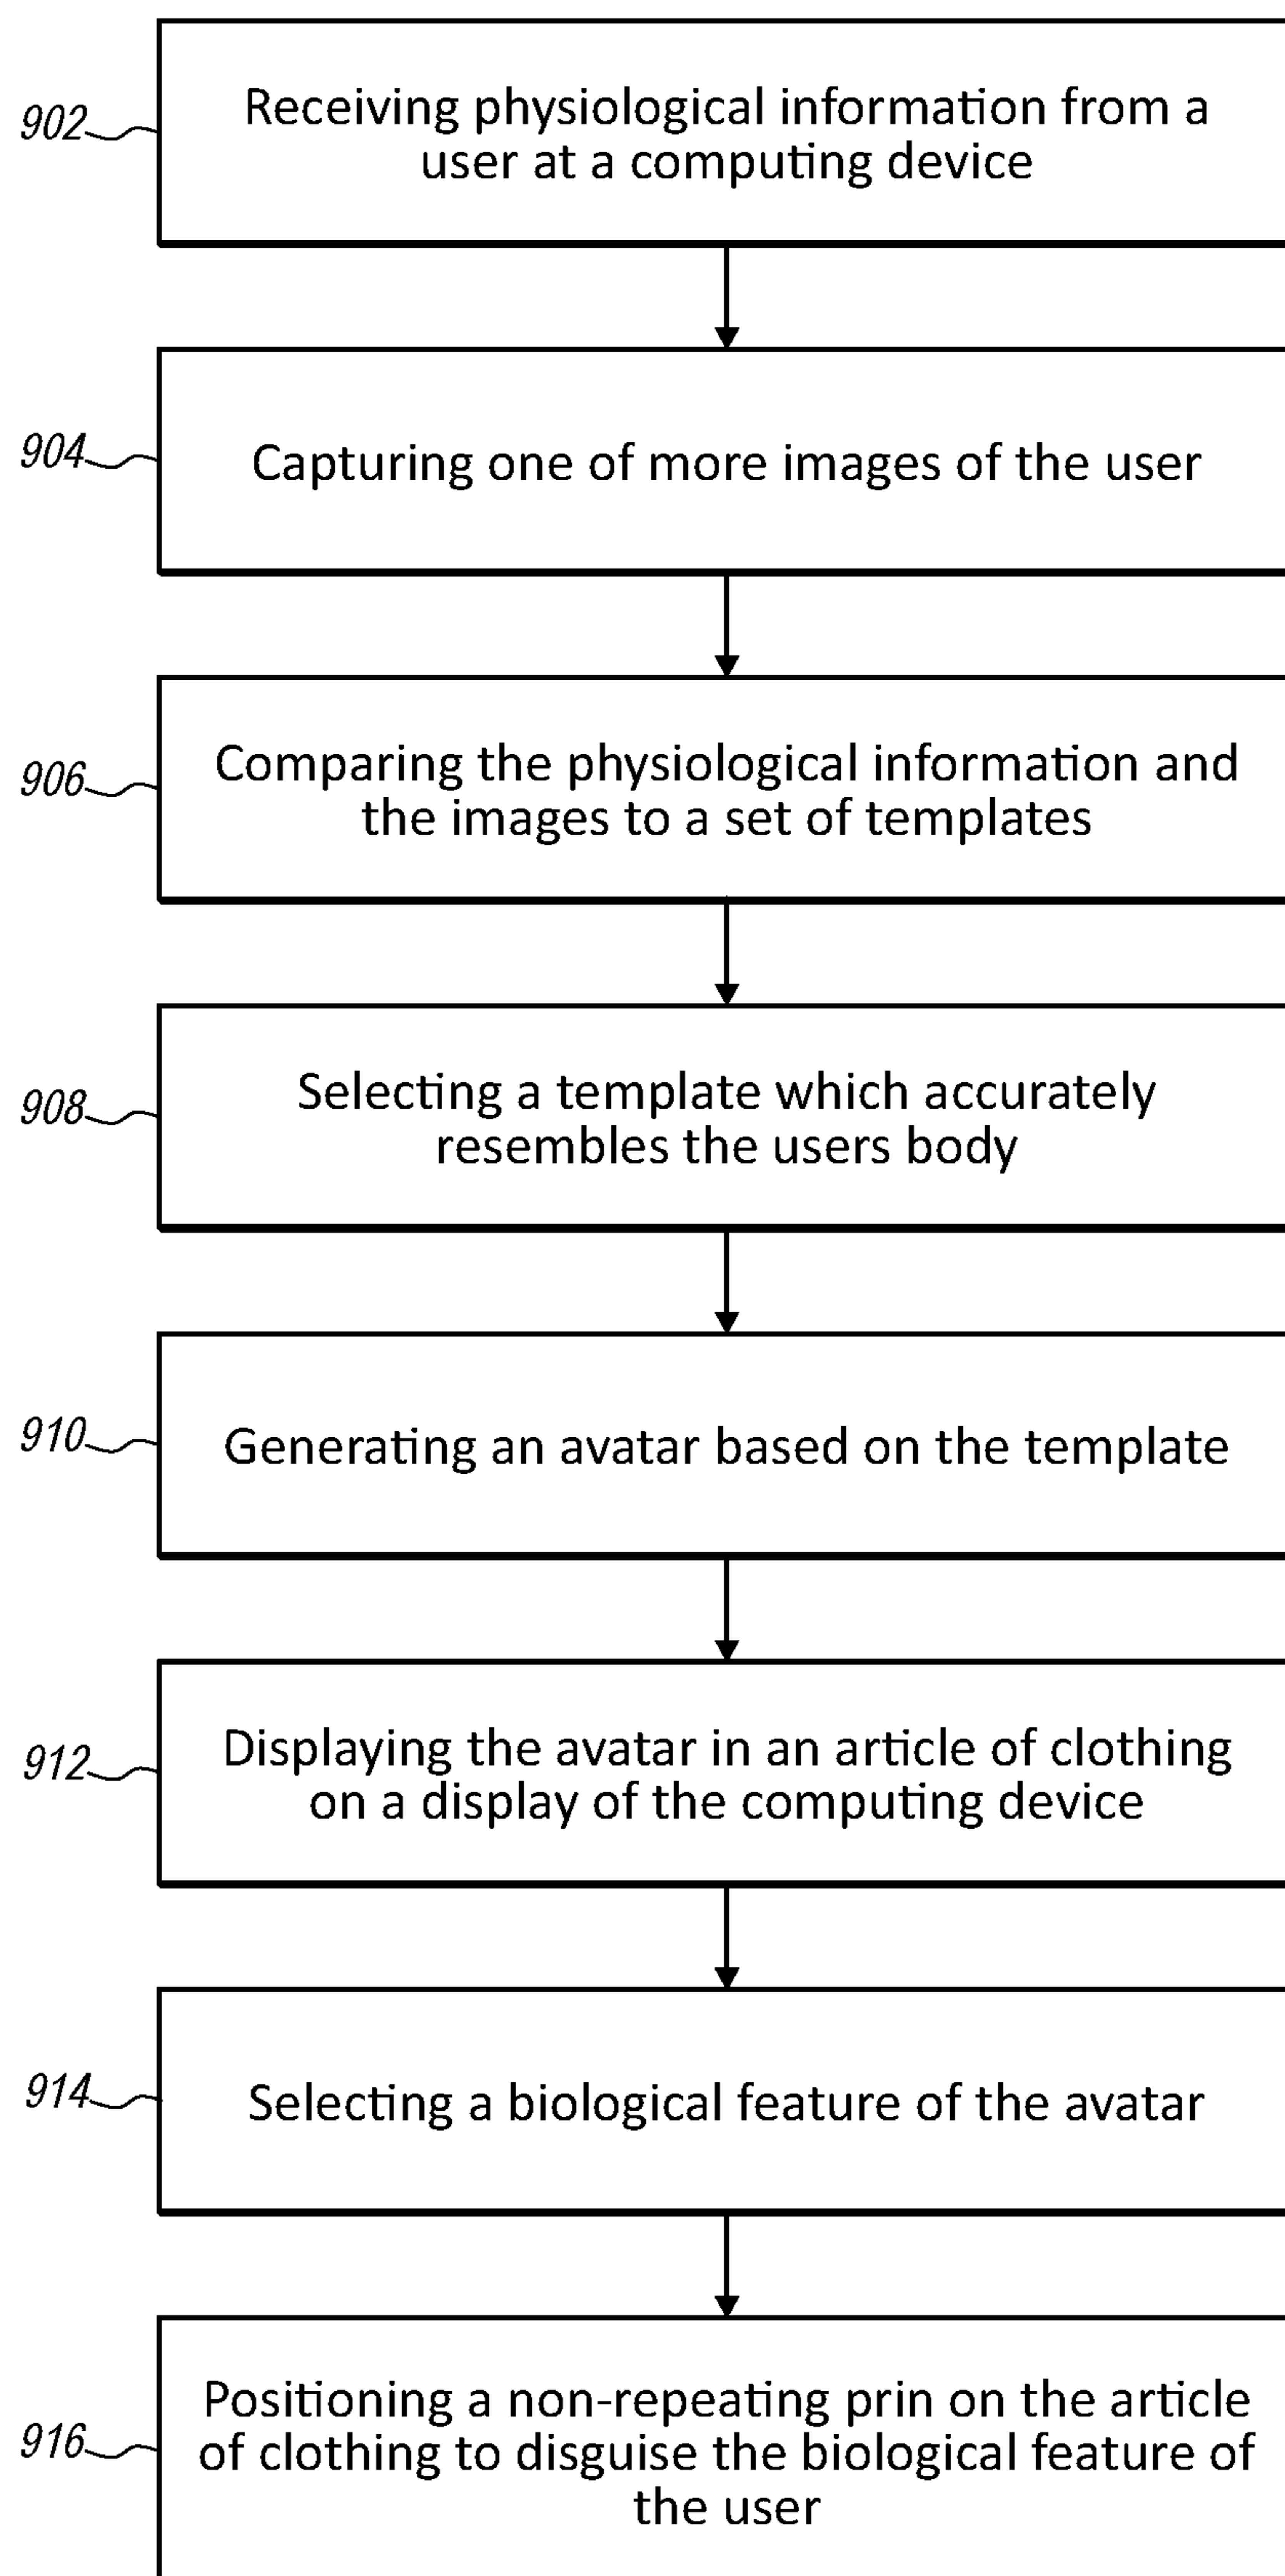 902
Receiving physiological information from a
user at a computing device
904
Capturing one of more images of the user
906
Comparing the physiological information and
the images to a set of templates
908
Selecting a template which accurately
resembles the users body
910
Generating an avatar based on the template
912
Displaying the avatar in an article of clothing
on a display of the computing device
914
Selecting a biological feature of the avatar
916
Positioning a non-repeating prin on the article
of clothing to disguise the biological feature of
the user